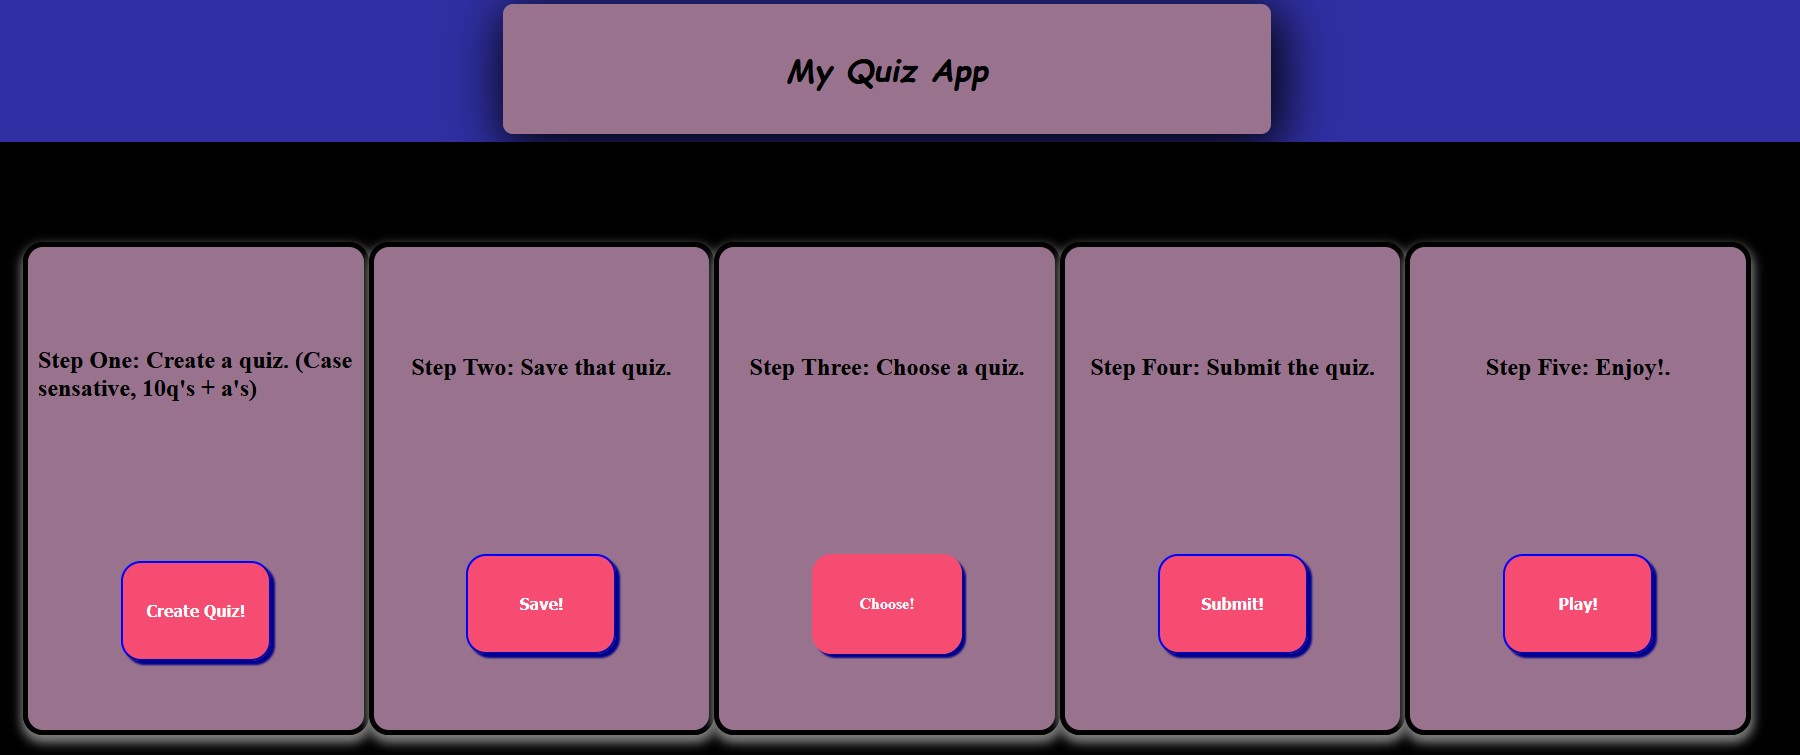 My Quiz App
Step One: Create a quiz. (Case
sensative, 10q's + a's)
Step Two: Save that quiz.
Step Three: Choose a quiz.
Step Four: Submit the quiz.
Step Five: Enjoy!.
Create Quiz!
Save!
Choose!
Submit!
Play!